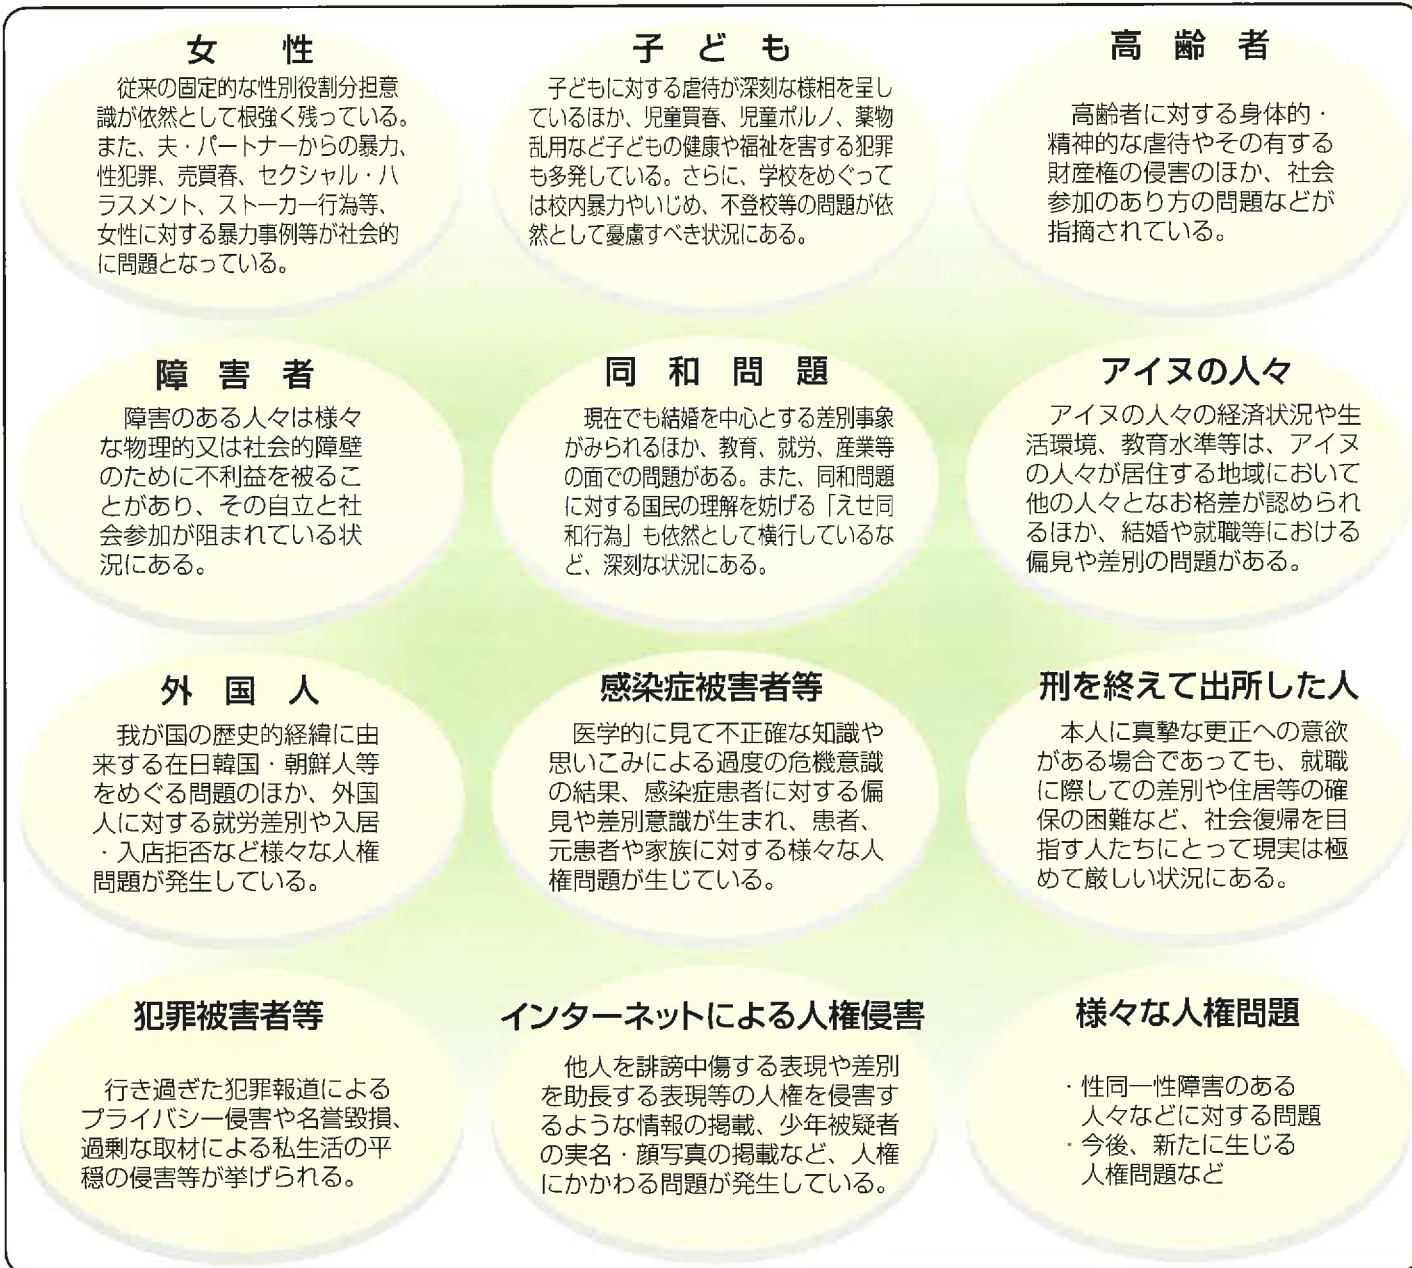 女性
従来の固定的な性別役割分担意
識が依然として根強く残っている。
また、夫・パートナーからの暴力、
性犯罪、売買春、セクシャル・ハ
ラスメント、ストーカー行為等、
女性に対する暴力事例等が社会的
に問題となっている。
子ども
子どもに対する虐待が深刻な様相を呈し
ているほか、児童買春、児童ポルノ、薬物
乱用など子どもの健康や福祉を害する犯罪
も多発している。さらに、学校をめぐって
は校内暴力やいじめ、不登校等の問題が依
然として憂慮すべき状況にある。
高齢者
高齢者に対する身体的・
精神的な虐待やその有する
財産権の侵害のほか、社会
参加のあり方の問題などが
指摘されている。
障害者
障害のある人々は様々
な物理的又は社会的障壁
のために不利益を被るこ
とがあり、その自立と社
会参加が阻まれている状
況にある。
同和問題
現在でも結婚を中心とする差別事象
がみられるほか、教育、就労、産業等
の面での問題がある。また、同和問題
に対する国民の理解を妨げる「えせ同
和行為」も依然として横行しているな
ど、深刻な状況にある。
アイヌの人々
アイヌの人々の経済状況や生
活環境、教育水準等は、アイヌ
の人々が居住する地域において
他の人々となお格差が認められ
るほか、結婚や就職等における
偏見や差別の問題がある。
外国人
我が国の歴史的経緯に由
来する在日韓国・朝鮮人等
をめぐる問題のほか、外国
人に対する就労差別や入居
・入店拒否など様々な人権
問題が発生している。
感染症被害者等
医学的に見て不正確な知識や
思いこみによる過度の危機意識
の結果、感染症患者に対する偏
見や差別意識が生まれ、患者、
元患者や家族に対する様々な人
権問題が生じている。
刑を終えて出所した人
本人に真摯な更正への意欲
がある場合であっても、就職
に際しての差別や住居等の確
保の困難など、社会復帰を目
指す人たちにとって現実は極
めて厳しい状況にある。
犯罪被害者等
行き過ぎた犯罪報道による
プライバシー侵害や名誉毀損、
過剰な取材による私生活の平
穏の侵害等が挙げられる。
インターネットによる人権侵害
他人を誹謗中傷する表現や差別
を助長する表現等の人権を侵害す
るような情報の掲載、少年被疑者
の実名・顔写真の掲載など、人権
にかかわる問題が発生している。
様々な人権問題
・性同一性障害のある
人々などに対する問題
・今後、新たに生じる
人権問題など